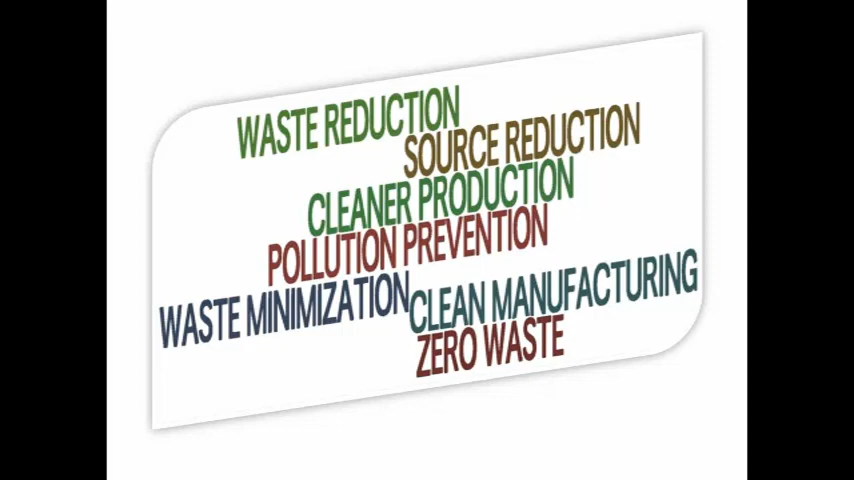 WASTE REDUCTION
SOURCE REDUCTION
CLEANER PRODUCTION
POLLUTION PREVENTION
WASTE MINIMIZATION
CLEAN MANUFACTURING
ZERO WASTE